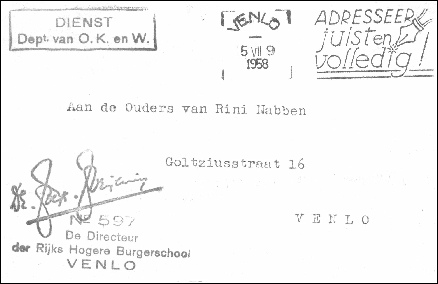 DIENST
Dept. van O. K. en W.
VENLO
5 VII 9
1958
ADRESSEER
juist en
volledig!
Aan de Ouders van Rini Nabben
Goltziusstraat 16
VENLO
No 597
De Directeur
der Rijks Hogere Burgerschool
VENLO